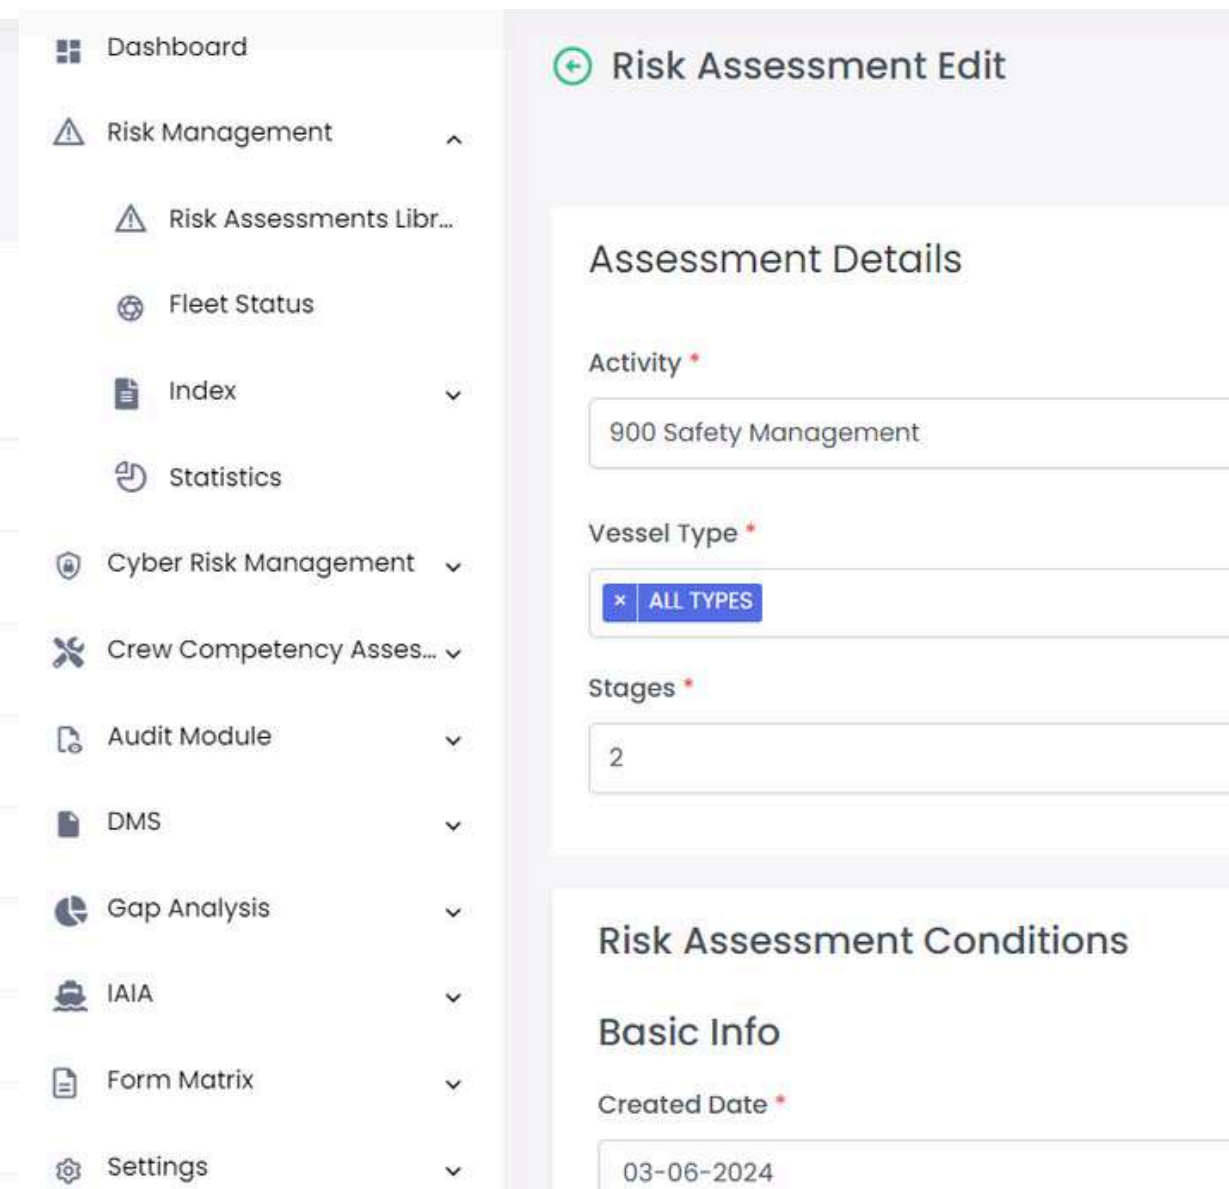 Dashboard
Risk Management
Risk Assessments Libr...
Fleet Status
Index
Statistics
Cyber Risk Management
Crew Competency Asses...
Audit Module
DMS
Gap Analysis
IAIA
Form Matrix
Settings
Risk Assessment Edit
Assessment Details
Activity *
900 Safety Management
Vessel Type *
× ALL TYPES
Stages *
2
Risk Assessment Conditions
Basic Info
Created Date *
03-06-2024